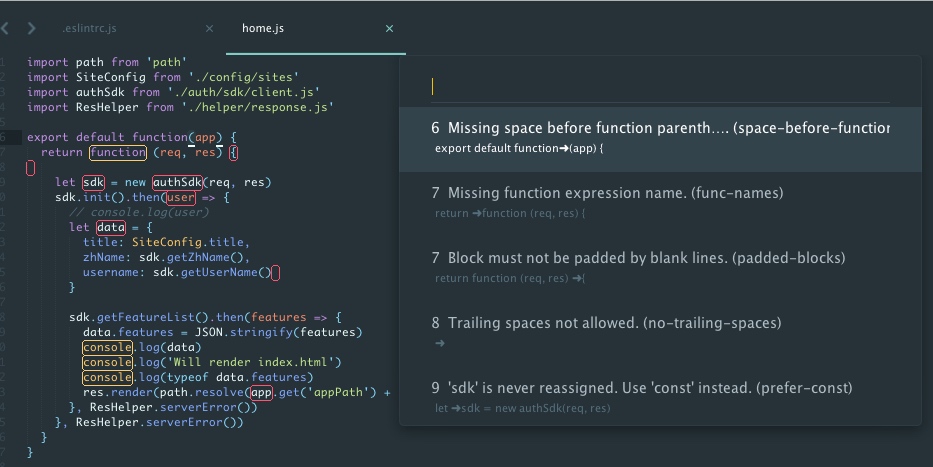 .eslintrc.js × home.js ×
import path from 'path'
import SiteConfig from './config/sites'
import authSdk from './auth/sdk/client.js'
import ResHelper from './helper/response.js'
6 export default function(app) {
7 return function (req, res) {
8
9 let sdk = new authSdk(req, res)
sdk.init().then(user => {
// console.log(user)
let data = {
title: SiteConfig.title,
zhName: sdk.getZhName(),
username: sdk.getUserName()
}
sdk.getFeatureList().then(features => {
data.features = JSON.stringify(features)
console.log(data)
console.log('Will render index.html')
console.log(typeof data.features)
res.render(path.resolve(app.get('appPath') +
}, ResHelper.serverError())
}, ResHelper.serverError())
}
}
6 Missing space before function parenth.... (space-before-function
export default function➔(app) {
7 Missing function expression name. (func-names)
return ➔function (req, res) {
7 Block must not be padded by blank lines. (padded-blocks)
return function (req, res) ➔{
8 Trailing spaces not allowed. (no-trailing-spaces)
➔
9 'sdk' is never reassigned. Use 'const' instead. (prefer-const)
let ➔sdk = new authSdk(req, res)